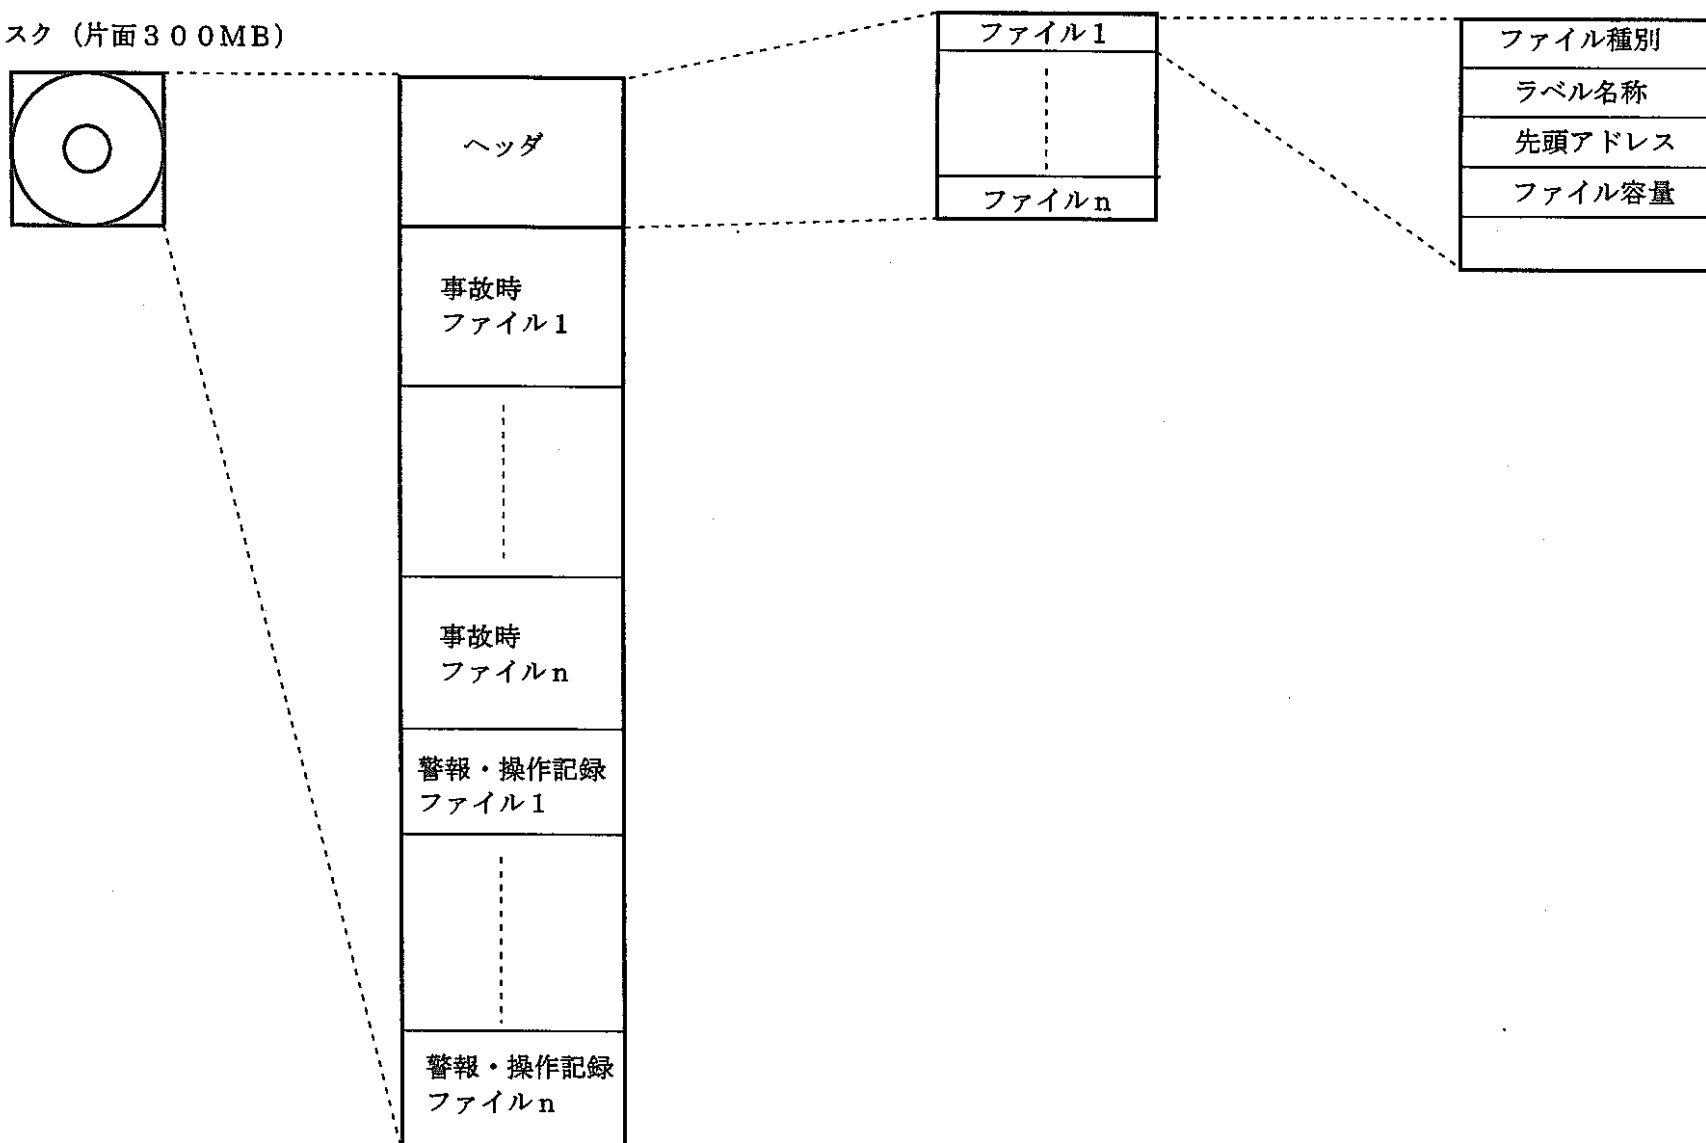 スク (片面300MB)
ヘッダ
事故時
ファイル1
事故時
ファイルn
警報・操作記録
ファイル1
警報・操作記録
ファイルn
ファイル1
ファイルn
ファイル種別
ラベル名称
先頭アドレス
ファイル容量